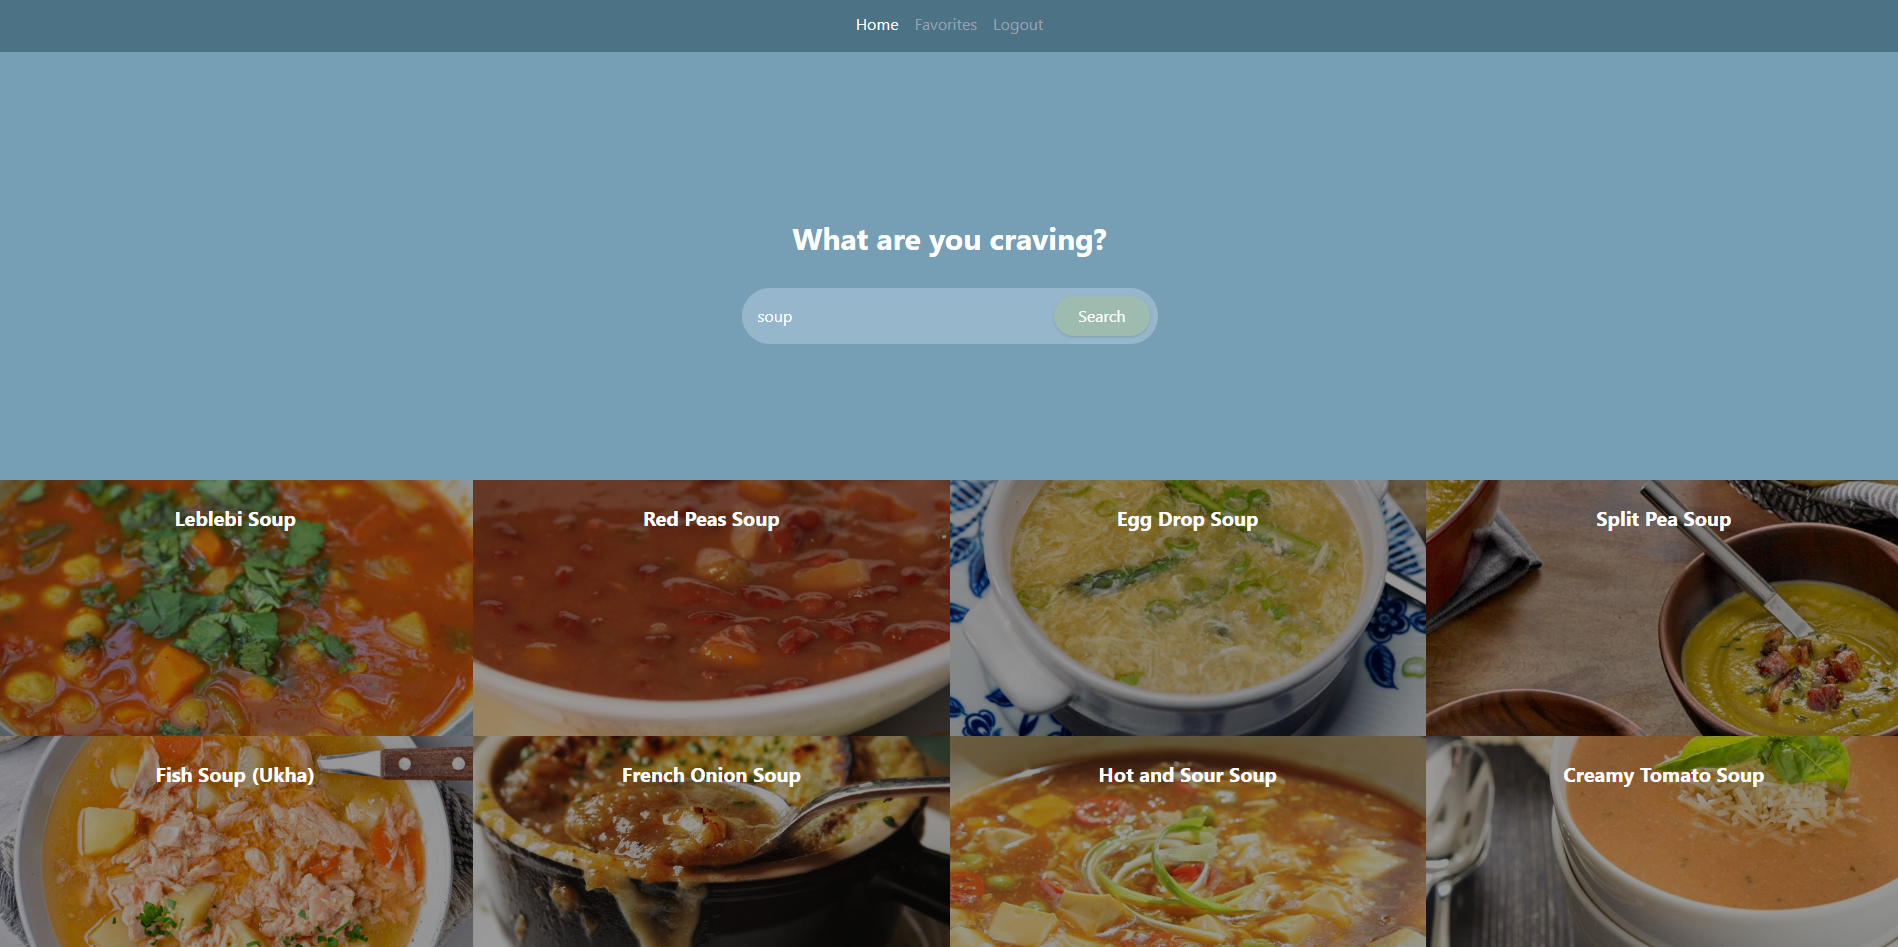 Home Favorites Logout
What are you craving?
soup Search
Leblebi Soup
Red Peas Soup
Egg Drop Soup
Split Pea Soup
Fish Soup (Ukha)
French Onion Soup
Hot and Sour Soup
Creamy Tomato Soup